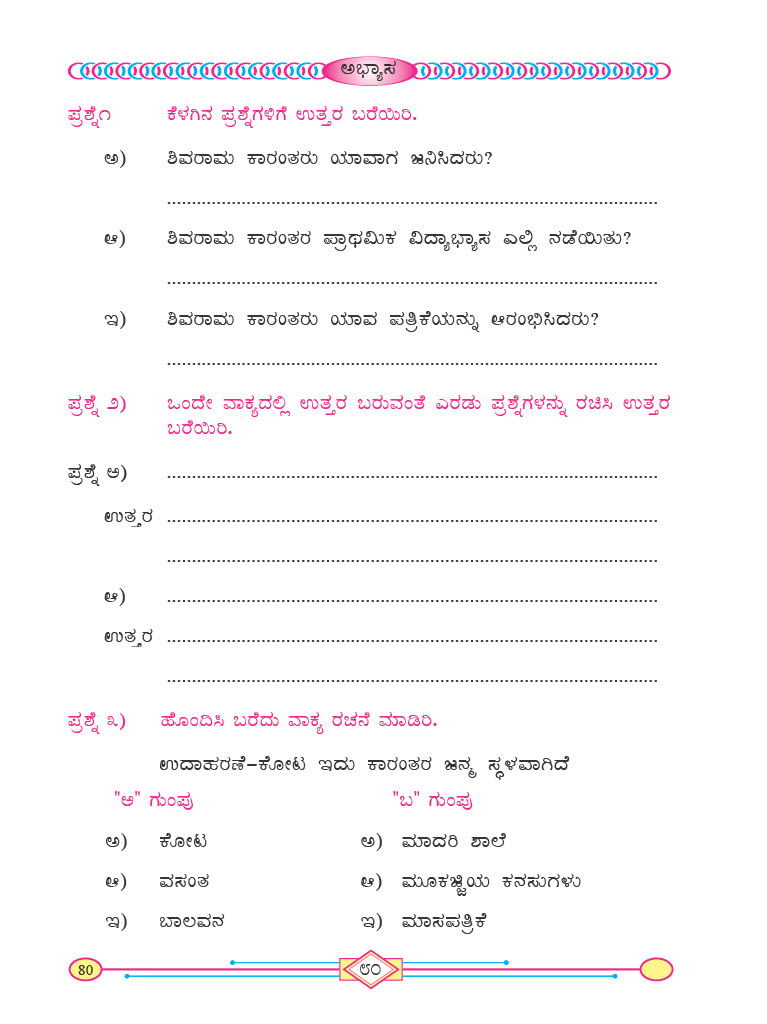 ಅಭ್ಯಾಸ
ಪ್ರಶ್ನೆ೧ ಕೆಳಗಿನ ಪ್ರಶ್ನೆಗಳಿಗೆ ಉತ್ತರ ಬರೆಯಿರಿ.
ಅ) ಶಿವರಾಮ ಕಾರಂತರು ಯಾವಾಗ ಜನಿಸಿದರು?
..................................................................................................
ಆ) ಶಿವರಾಮ ಕಾರಂತರ ಪ್ರಾಥಮಿಕ ವಿದ್ಯಾಭ್ಯಾಸ ಎಲ್ಲಿ ನಡೆಯಿತು?
..................................................................................................
ಇ) ಶಿವರಾಮ ಕಾರಂತರು ಯಾವ ಪತ್ರಿಕೆಯನ್ನು ಆರಂಭಿಸಿದರು?
..................................................................................................
ಪ್ರಶ್ನೆ ೨) ಒಂದೇ ವಾಕ್ಯದಲ್ಲಿ ಉತ್ತರ ಬರುವಂತೆ ಎರಡು ಪ್ರಶ್ನೆಗಳನ್ನು ರಚಿಸಿ ಉತ್ತರ
ಬರೆಯಿರಿ.
ಪ್ರಶ್ನೆ ಅ) ..................................................................................................
ಉತ್ತರ ..................................................................................................
..................................................................................................
ಆ) ..................................................................................................
ಉತ್ತರ ..................................................................................................
..................................................................................................
ಪ್ರಶ್ನೆ ೩) ಹೊಂದಿಸಿ ಬರೆದು ವಾಕ್ಯ ರಚನೆ ಮಾಡಿರಿ.
ಉದಾಹರಣೆ–ಕೋಟ ಇದು ಕಾರಂತರ ಜನ್ಮ ಸ್ಥಳವಾಗಿದೆ
"ಅ" ಗುಂಪು "ಬ" ಗುಂಪು
ಅ) ಕೋಟ ಅ) ಮಾದರಿ ಶಾಲೆ
ಆ) ವಸಂತ ಆ) ಮೂಕಜ್ಜಿಯ ಕನಸುಗಳು
ಇ) ಬಾಲವನ ಇ) ಮಾಸಪತ್ರಿಕೆ
80 ೮೦